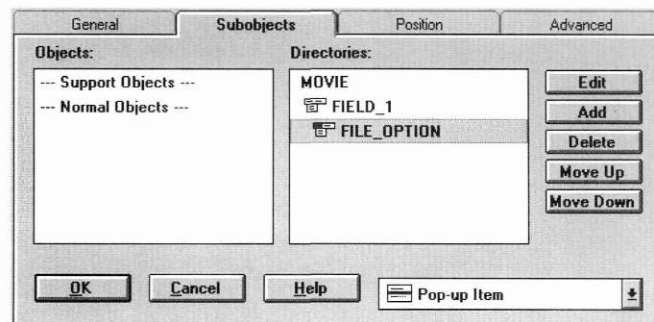 General Subobjects Position Advanced
Objects: Directories:
--- Support Objects ---
--- Normal Objects ---
MOVIE
FIELD_1
FILE_OPTION
Edit
Add
Delete
Move Up
Move Down
OK Cancel Help Pop-up Item